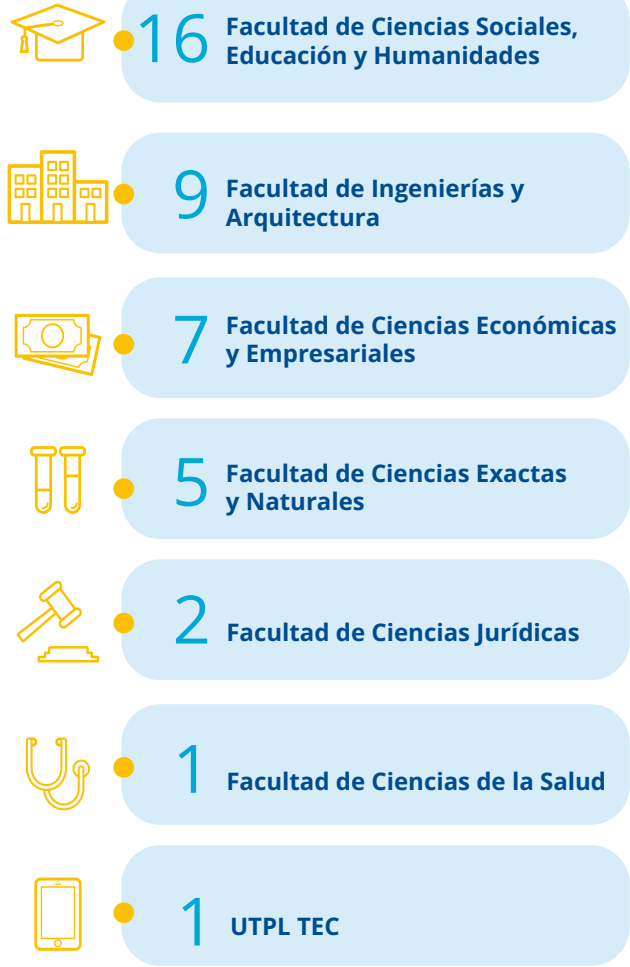 16 Facultad de Ciencias Sociales,
Educación y Humanidades
9 Facultad de Ingenierías y
Arquitectura
7 Facultad de Ciencias Económicas
y Empresariales
5 Facultad de Ciencias Exactas
y Naturales
2 Facultad de Ciencias Jurídicas
1 Facultad de Ciencias de la Salud
1 UTPL TEC